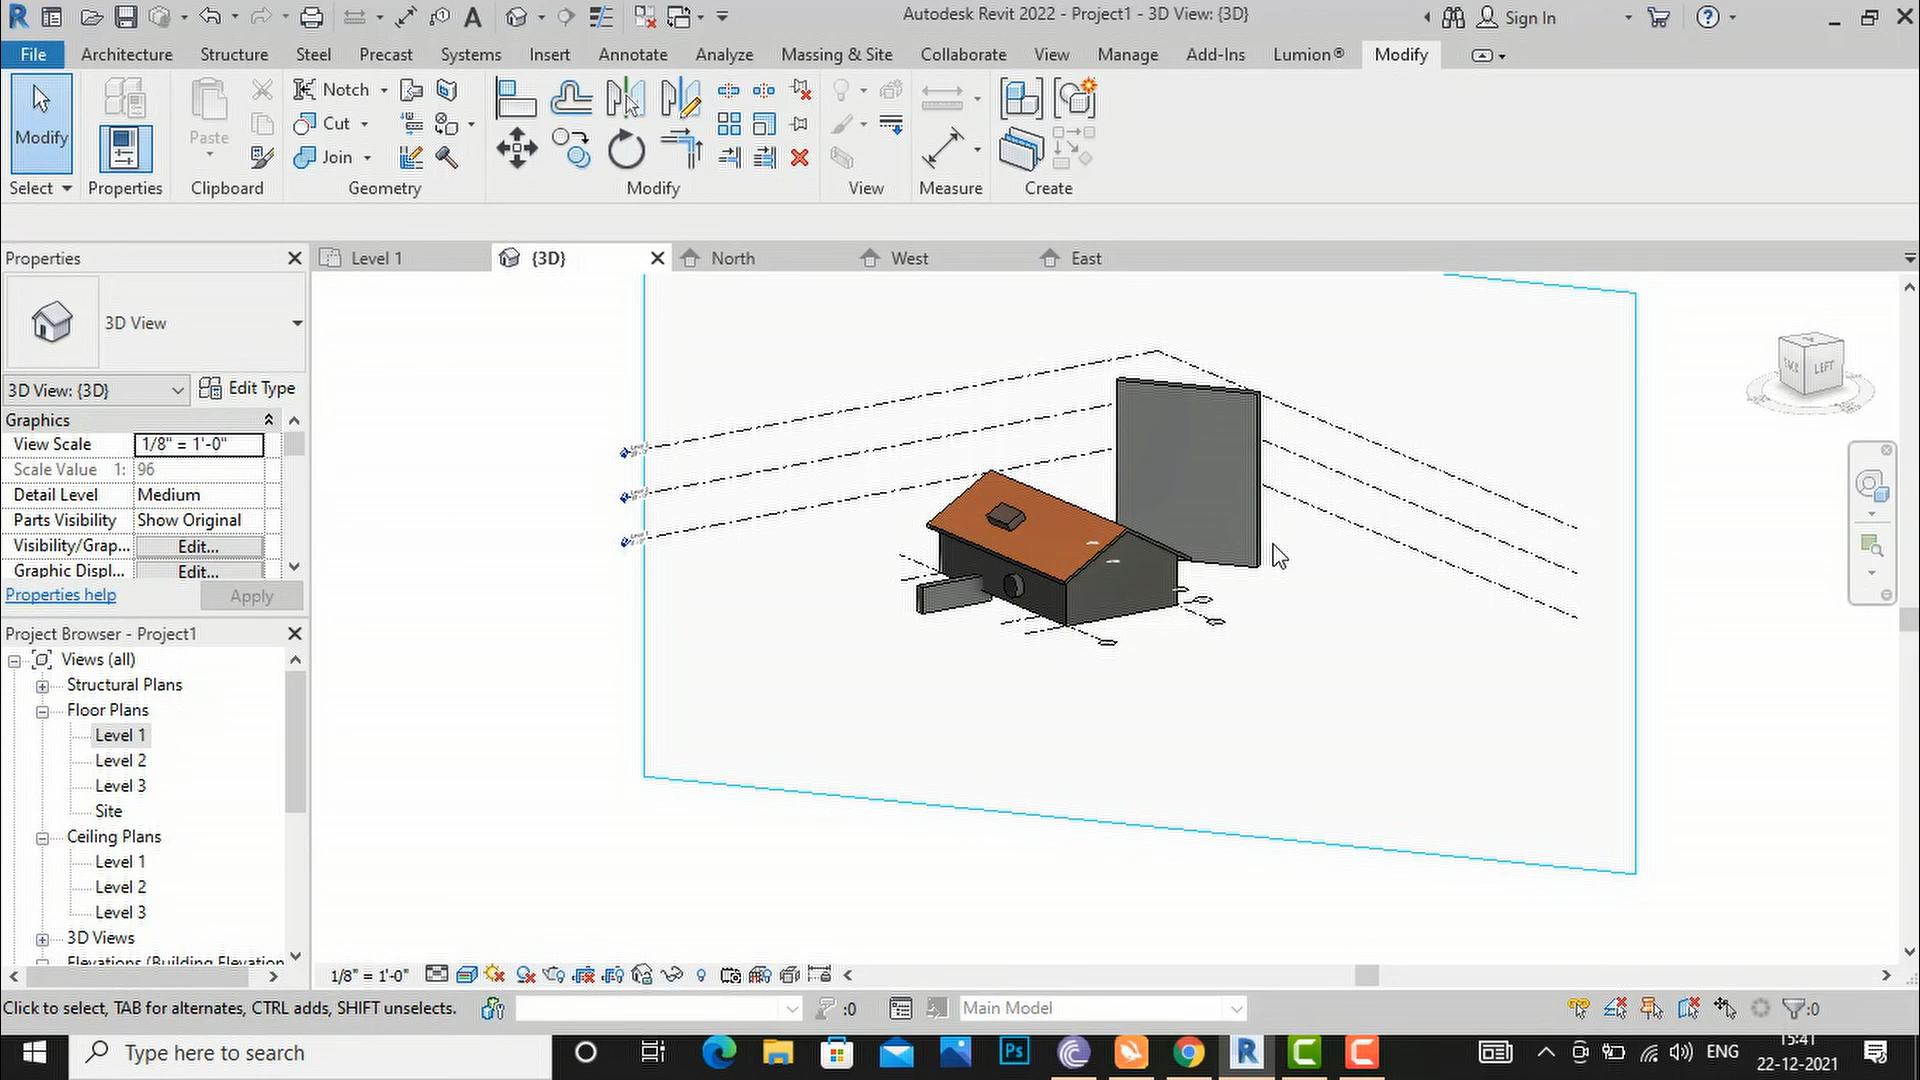 Autodesk Revit 2022 - Project1 - 3D View: {3D}
Sign In
File
Architecture
Structure
Steel
Precast
Systems
Insert
Annotate
Analyze
Massing & Site
Collaborate
View
Manage
Add-Ins
Lumion®
Modify
Modify
Paste
Notch
Cut
Join
Select
Properties
Clipboard
Geometry
Modify
View
Measure
Create
Properties
Level 1
{3D}
North
West
East
3D View
3D View: {3D}
Edit Type
Graphics
View Scale
1/8" = 1'-0"
Scale Value 1:
96
Detail Level
Medium
Parts Visibility
Show Original
Visibility/Grap...
Edit...
Graphic Displ...
Edit...
Properties help
Apply
LEFT
Project Browser - Project1
Views (all)
Structural Plans
Floor Plans
Level 1
Level 2
Level 3
Site
Ceiling Plans
Level 1
Level 2
Level 3
3D Views
Elevations (Building Elevation
1/8" = 1'-0"
Click to select, TAB for alternates, CTRL adds, SHIFT unselects.
:0
Main Model
:0
Type here to search
Ps
ENG
15:41
22-12-2021